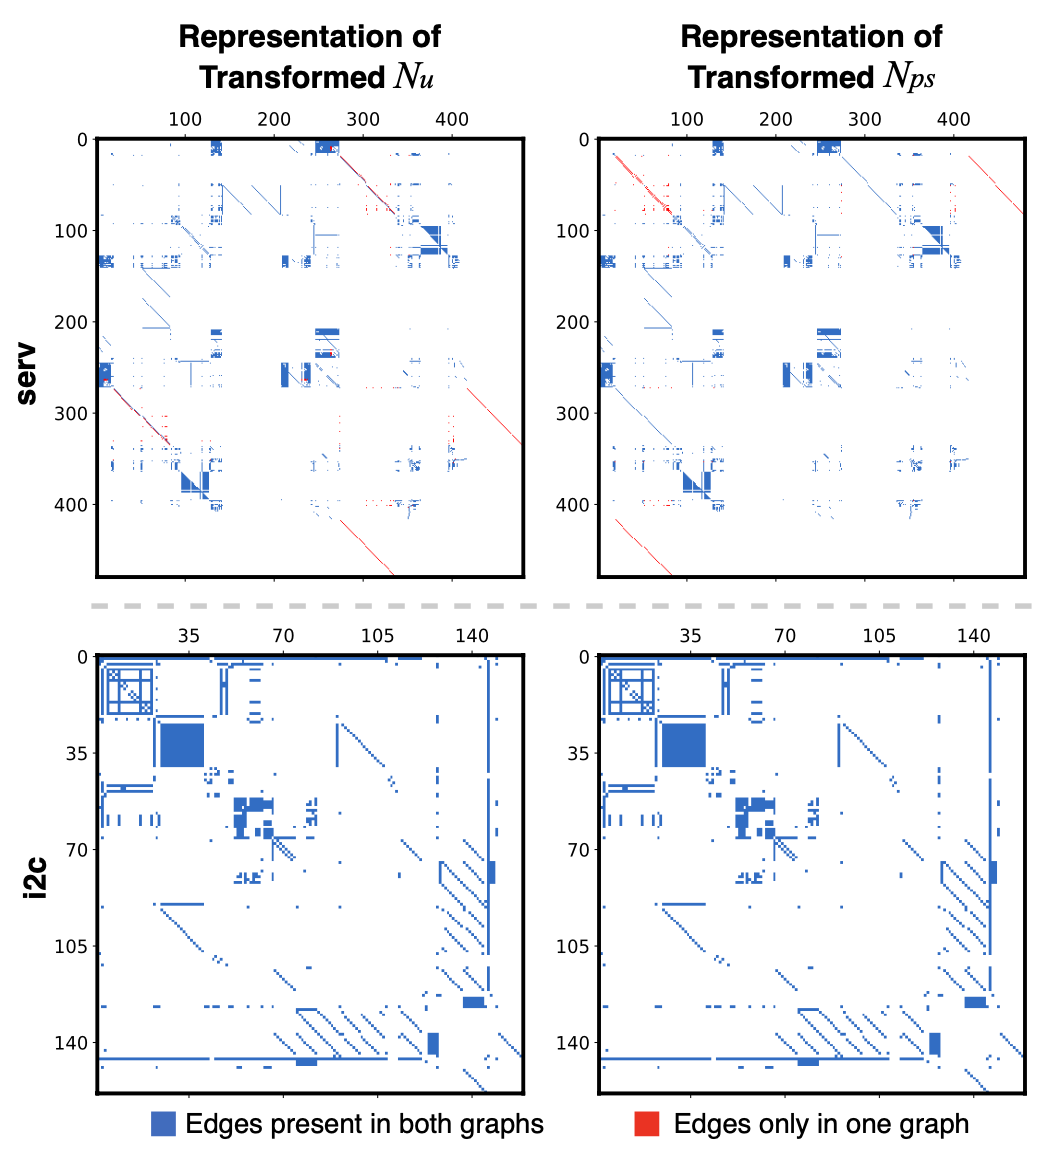 Representation of
Transformed Nu
Representation of
Transformed Nps
100 200 300 400
100 200 300 400
serv
0
100
200
300
400
0
100
200
300
400
35 70 105 140
35 70 105 140
i2c
0
35
70
105
140
0
35
70
105
140
Edges present in both graphs
Edges only in one graph